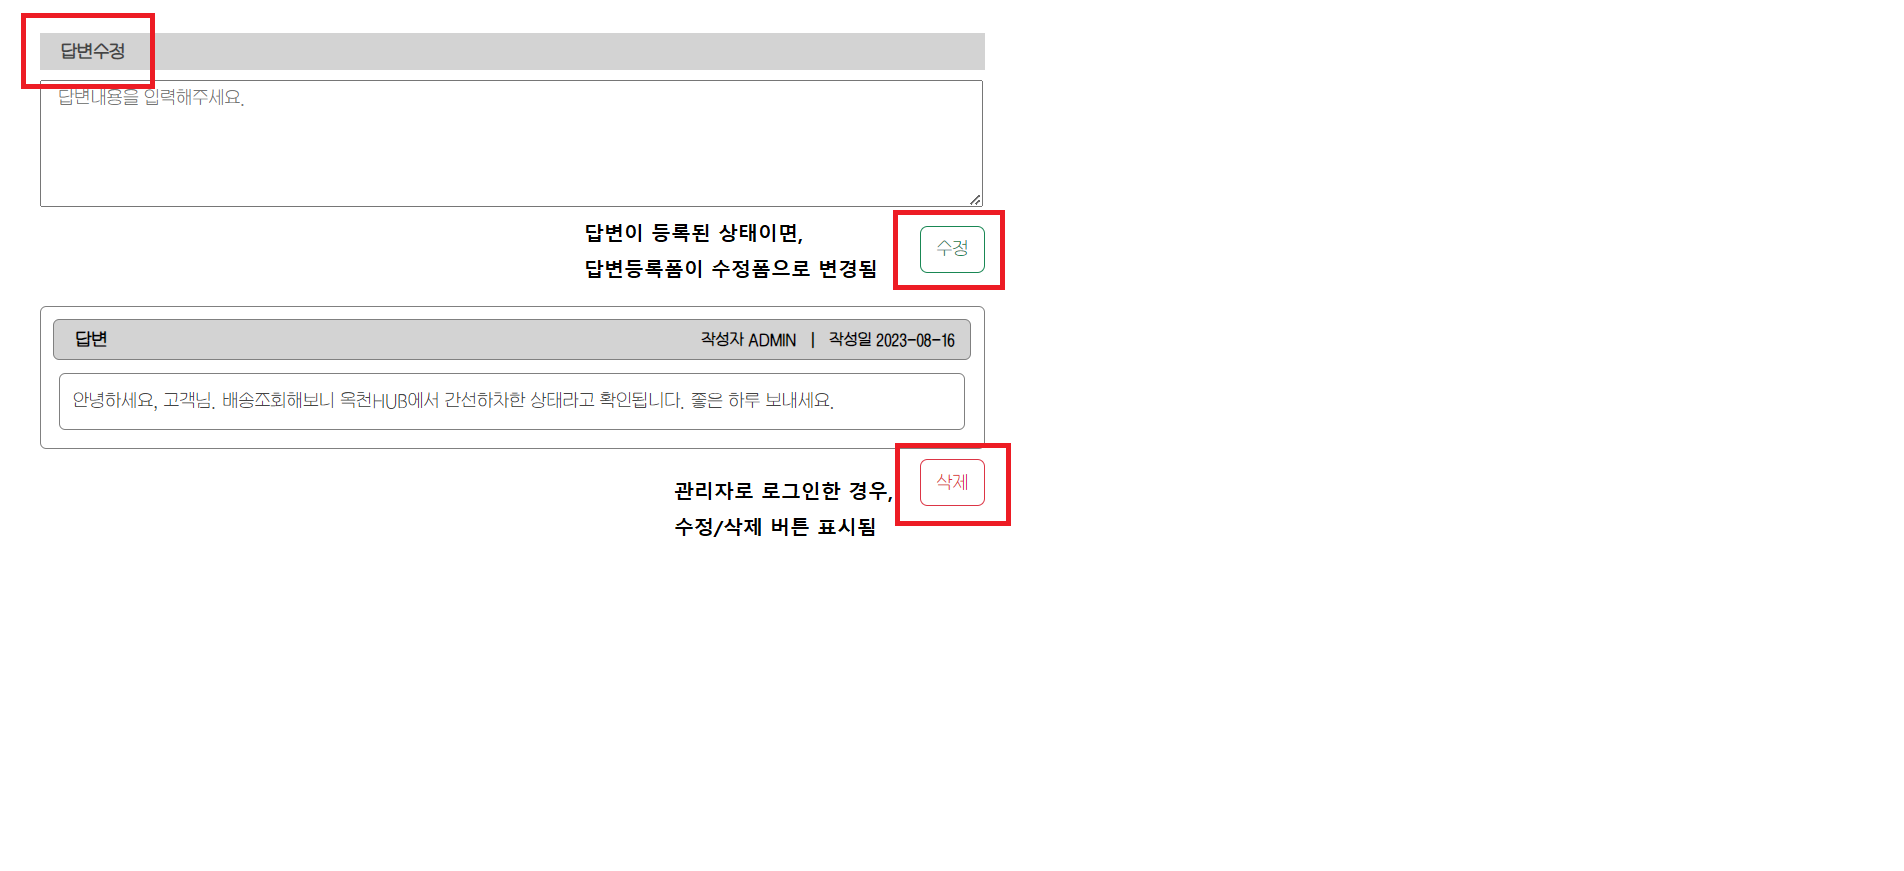 답변수정
답변내용을 입력해주세요.
답변이 등록된 상태이면,
답변등록폼이 수정폼으로 변경됨
수정
답변
작성자 ADMIN | 작성일 2023-08-16
안녕하세요, 고객님. 배송조회해보니 옥천HUB에서 간선하차한 상태라고 확인됩니다. 좋은 하루 보내세요.
관리자로 로그인한 경우,
수정/삭제 버튼 표시됨
삭제